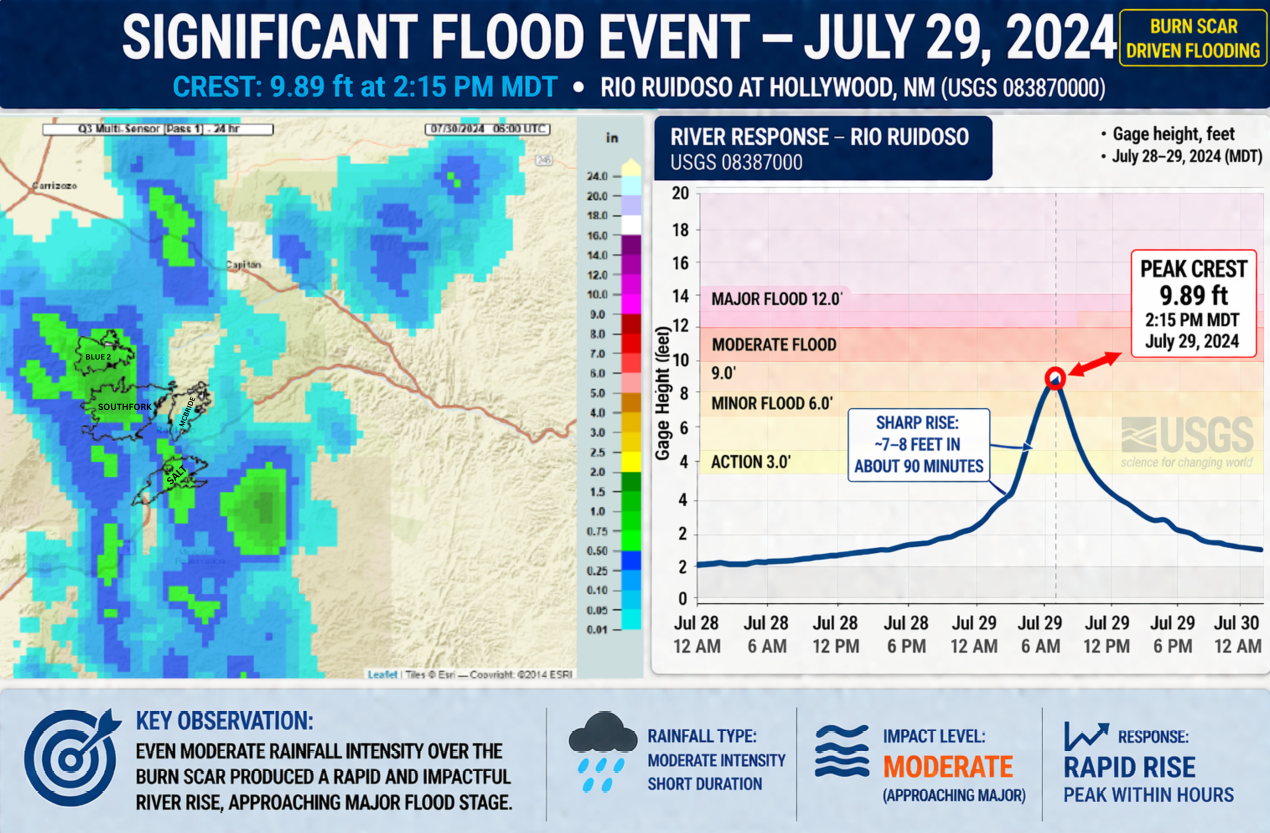 SIGNIFICANT FLOOD EVENT – JULY 29, 2024
BURN SCAR
DRIVEN FLOODING
CREST: 9.89 ft at 2:15 PM MDT • RIO RUIDOSO AT HOLLYWOOD, NM (USGS 083870000)
Q3 Multi-Sensor [Pass 1] - 24 hr
07/30/2024 06:00 UTC
Carrizozo
246
Capitan
BLUE 2
SOUTHFORK
MCBRIDE
SALT
Leaflet | Tiles © Esri — Copyright: ©2014 ESRI
in
24.0
20.0
18.0
16.0
14.0
12.0
10.0
9.0
8.0
7.0
6.0
5.0
4.0
3.0
2.5
2.0
1.5
1.0
0.75
0.50
0.25
0.10
0.05
0.01
RIVER RESPONSE – RIO RUIDOSO
USGS 08387000
• Gage height, feet
• July 28–29, 2024 (MDT)
Gage Height (feet)
20
18
16
14
12
10
8
6
4
4
2
2
0
MAJOR FLOOD 12.0'
MODERATE FLOOD
9.0'
MINOR FLOOD 6.0'
ACTION 3.0'
SHARP RISE:
~7–8 FEET IN
ABOUT 90 MINUTES
PEAK CREST
9.89 ft
2:15 PM MDT
July 29, 2024
USGS
science for changing world
Jul 28 Jul 28 Jul 28 Jul 28 Jul 29 Jul 29 Jul 29 Jul 29 Jul 30
12 AM 6 AM 12 PM 6 PM 12 AM 6 AM 12 PM 6 PM 12 AM
KEY OBSERVATION:
EVEN MODERATE RAINFALL INTENSITY OVER THE
BURN SCAR PRODUCED A RAPID AND IMPACTFUL
RIVER RISE, APPROACHING MAJOR FLOOD STAGE.
RAINFALL TYPE:
MODERATE INTENSITY
SHORT DURATION
IMPACT LEVEL:
MODERATE
(APPROACHING MAJOR)
RESPONSE:
RAPID RISE
PEAK WITHIN HOURS